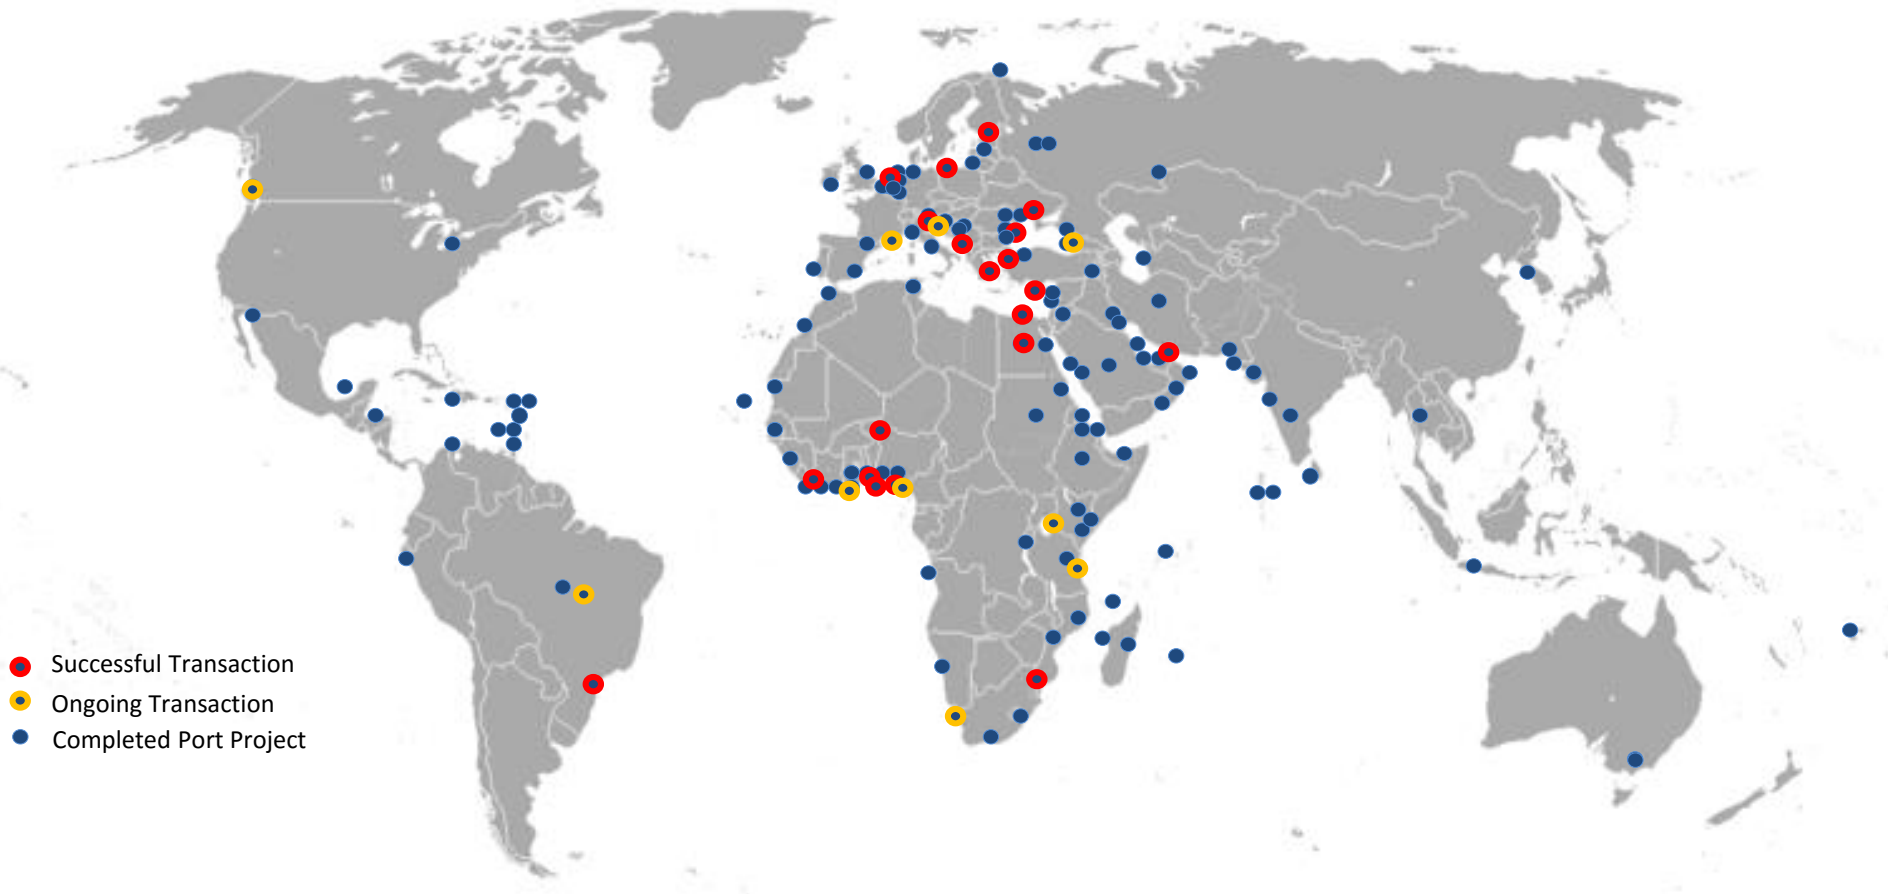 Successful Transaction
Ongoing Transaction
Completed Port Project